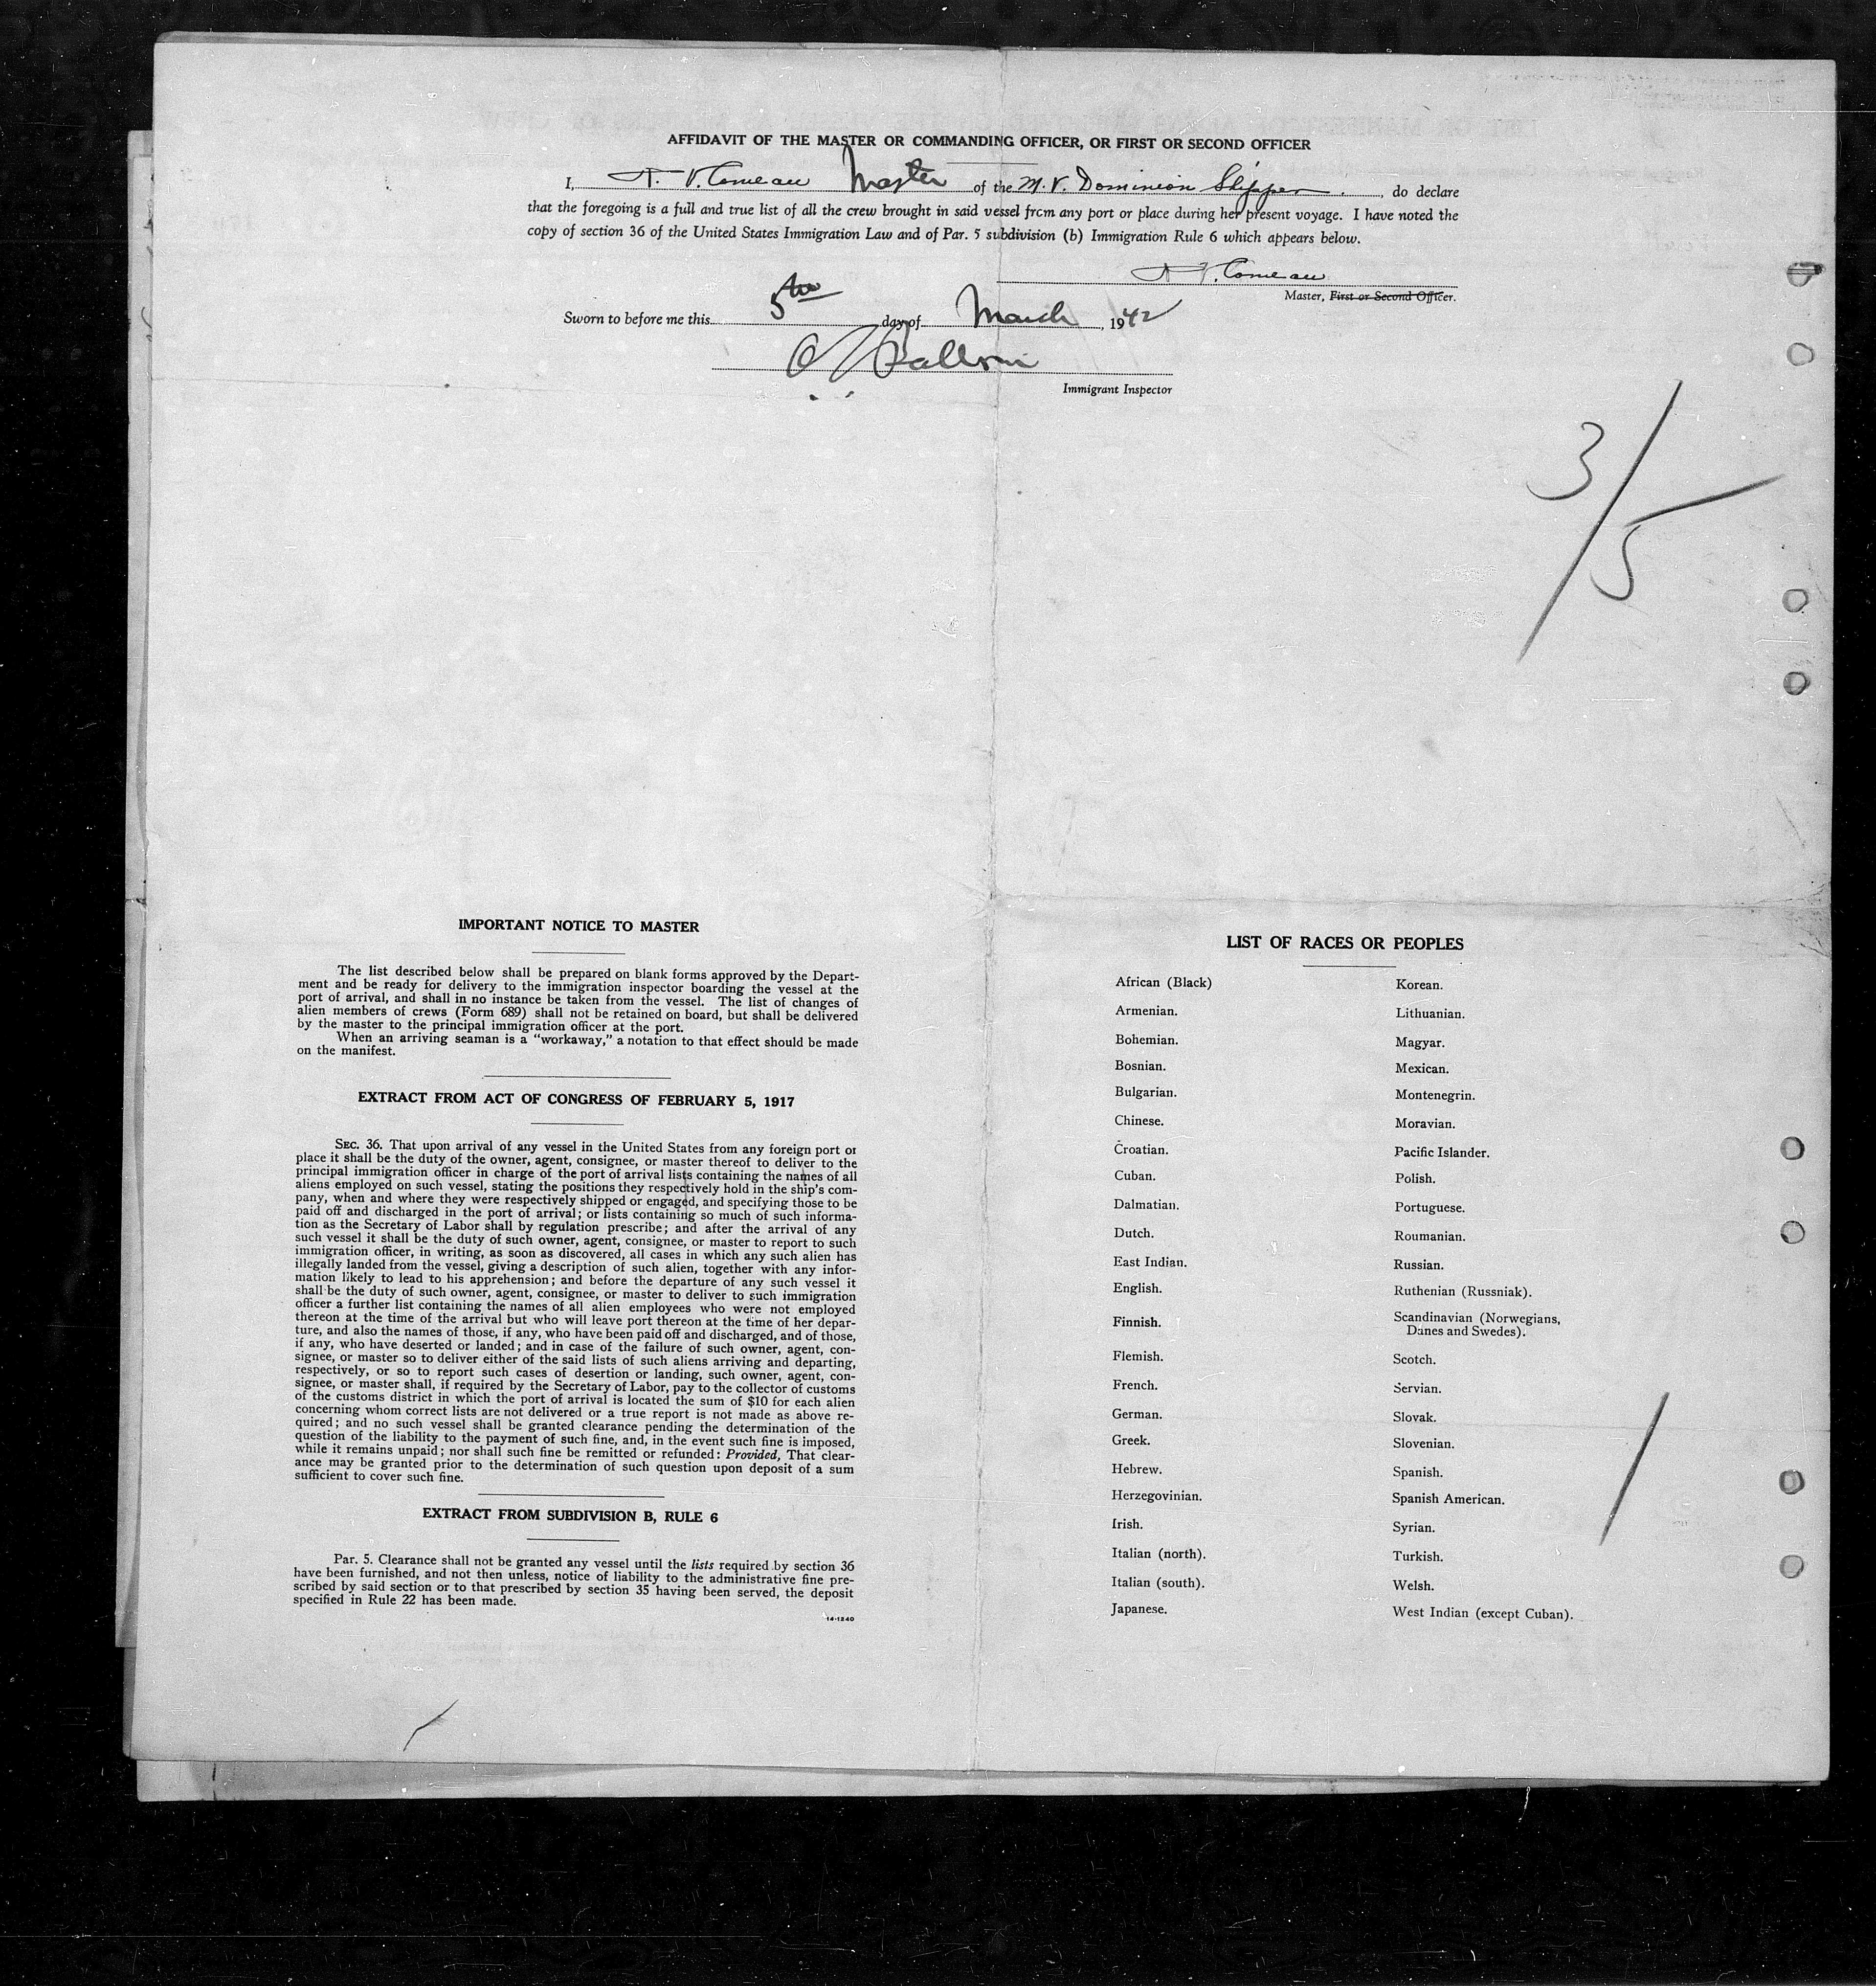 AFFIDAVIT OF THE MASTER OR COMMANDING OFFICER, OR FIRST OR SECOND OFFICER
I, V. Comeau Master of the M.V. Dominion Skipper, do declare
that the foregoing is a full and true list of all the crew brought in said vessel from any port or place during her present voyage. I have noted the
copy of section 36 of the United States Immigration Law and of Par. 5 subdivision (b) Immigration Rule 6 which appears below.
V. Comeau
Master, First or Second Officer.
Sworn to before me this 5th day of March, 1942
Immigrant Inspector
3/5
IMPORTANT NOTICE TO MASTER
The list described below shall be prepared on blank forms approved by the Depart-
ment and be ready for delivery to the immigration inspector boarding the vessel at the
port of arrival, and shall in no instance be taken from the vessel. The list of changes of
alien members of crews (Form 689) shall not be retained on board, but shall be delivered
by the master to the principal immigration officer at the port.
When an arriving seaman is a "workaway," a notation to that effect should be made
on the manifest.
EXTRACT FROM ACT OF CONGRESS OF FEBRUARY 5, 1917
SEC. 36. That upon arrival of any vessel in the United States from any foreign port or
place it shall be the duty of the owner, agent, consignee, or master thereof to deliver to the
principal immigration officer in charge of the port of arrival lists containing the names of all
aliens employed on such vessel, stating the positions they respectively hold in the ship's com-
pany, when and where they were respectively shipped or engaged, and specifying those to be
paid off and discharged in the port of arrival; or lists containing so much of such informa-
tion as the Secretary of Labor shall by regulation prescribe; and after the arrival of any
such vessel it shall be the duty of such owner, agent, consignee, or master to report to such
immigration officer, in writing, as soon as discovered, all cases in which any such alien has
illegally landed from the vessel, giving a description of such alien, together with any infor-
mation likely to lead to his apprehension; and before the departure of any such vessel it
shall be the duty of such owner, agent, consignee, or master to deliver to such immigration
officer a further list containing the names of all alien employees who were not employed
thereon at the time of the arrival but who will leave port thereon at the time of her depar-
ture, and also the names of those, if any, who have been paid off and discharged, and of those,
if any, who have deserted or landed; and in case of the failure of such owner, agent, con-
signee, or master so to deliver either of the said lists of such aliens arriving and departing,
respectively, or so to report such cases of desertion or landing, such owner, agent, con-
signee, or master shall, if required by the Secretary of Labor, pay to the collector of customs
of the customs district in which the port of arrival is located the sum of $10 for each alien
concerning whom correct lists are not delivered or a true report is not made as above re-
quired; and no such vessel shall be granted clearance pending the determination of the
question of the liability to the payment of such fine, and, in the event such fine is imposed,
while it remains unpaid; nor shall such fine be remitted or refunded: Provided, That clear-
ance may be granted prior to the determination of such question upon deposit of a sum
sufficient to cover such fine.
EXTRACT FROM SUBDIVISION B, RULE 6
Par. 5. Clearance shall not be granted any vessel until the lists required by section 36
have been furnished, and not then unless, notice of liability to the administrative fine pre-
scribed by said section or to that prescribed by section 35 having been served, the deposit
specified in Rule 22 has been made.
14-1240
LIST OF RACES OR PEOPLES
African (Black)
Armenian.
Bohemian.
Bosnian.
Bulgarian.
Chinese.
Croatian.
Cuban.
Dalmatian.
Dutch.
East Indian.
English.
Finnish.
Flemish.
French.
German.
Greek.
Hebrew.
Herzegovinian.
Irish.
Italian (north).
Italian (south).
Japanese.
Korean.
Lithuanian.
Magyar.
Mexican.
Montenegrin.
Moravian.
Pacific Islander.
Polish.
Portuguese.
Roumanian.
Russian.
Ruthenian (Russniak).
Scandinavian (Norwegians,
Danes and Swedes).
Scotch.
Servian.
Slovak.
Slovenian.
Spanish.
Spanish American.
Syrian.
Turkish.
Welsh.
West Indian (except Cuban).